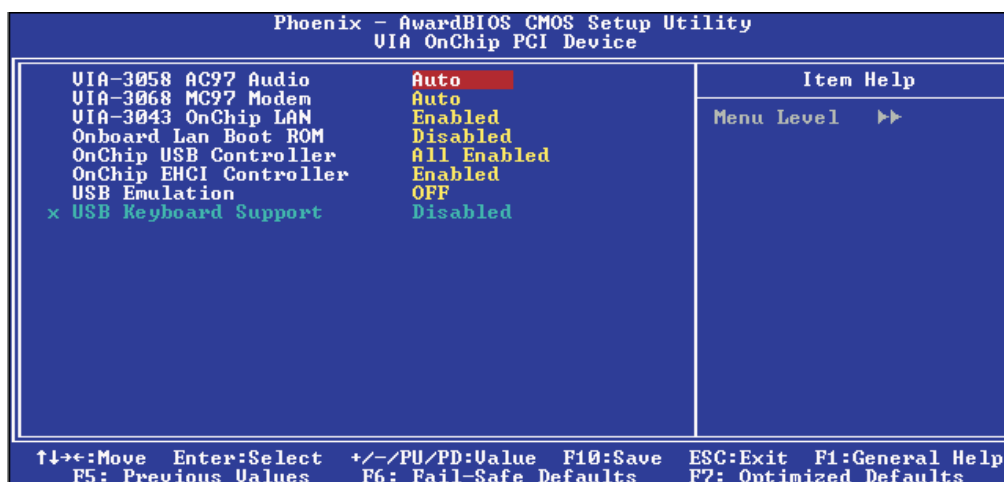 Phoenix - AwardBIOS CMOS Setup Utility
VIA OnChip PCI Device
VIA-3058 AC97 Audio Auto
VIA-3068 MC97 Modem Auto
VIA-3043 OnChip LAN Enabled
Onboard Lan Boot ROM Disabled
OnChip USB Controller All Enabled
OnChip EHCI Controller Enabled
USB Emulation OFF
x USB Keyboard Support Disabled
Item Help
Menu Level ▸▸
↑↓→←:Move Enter:Select +/-/PU/PD:Value F10:Save ESC:Exit F1:General Help
F5: Previous Values F6: Fail-Safe Defaults F7: Optimized Defaults